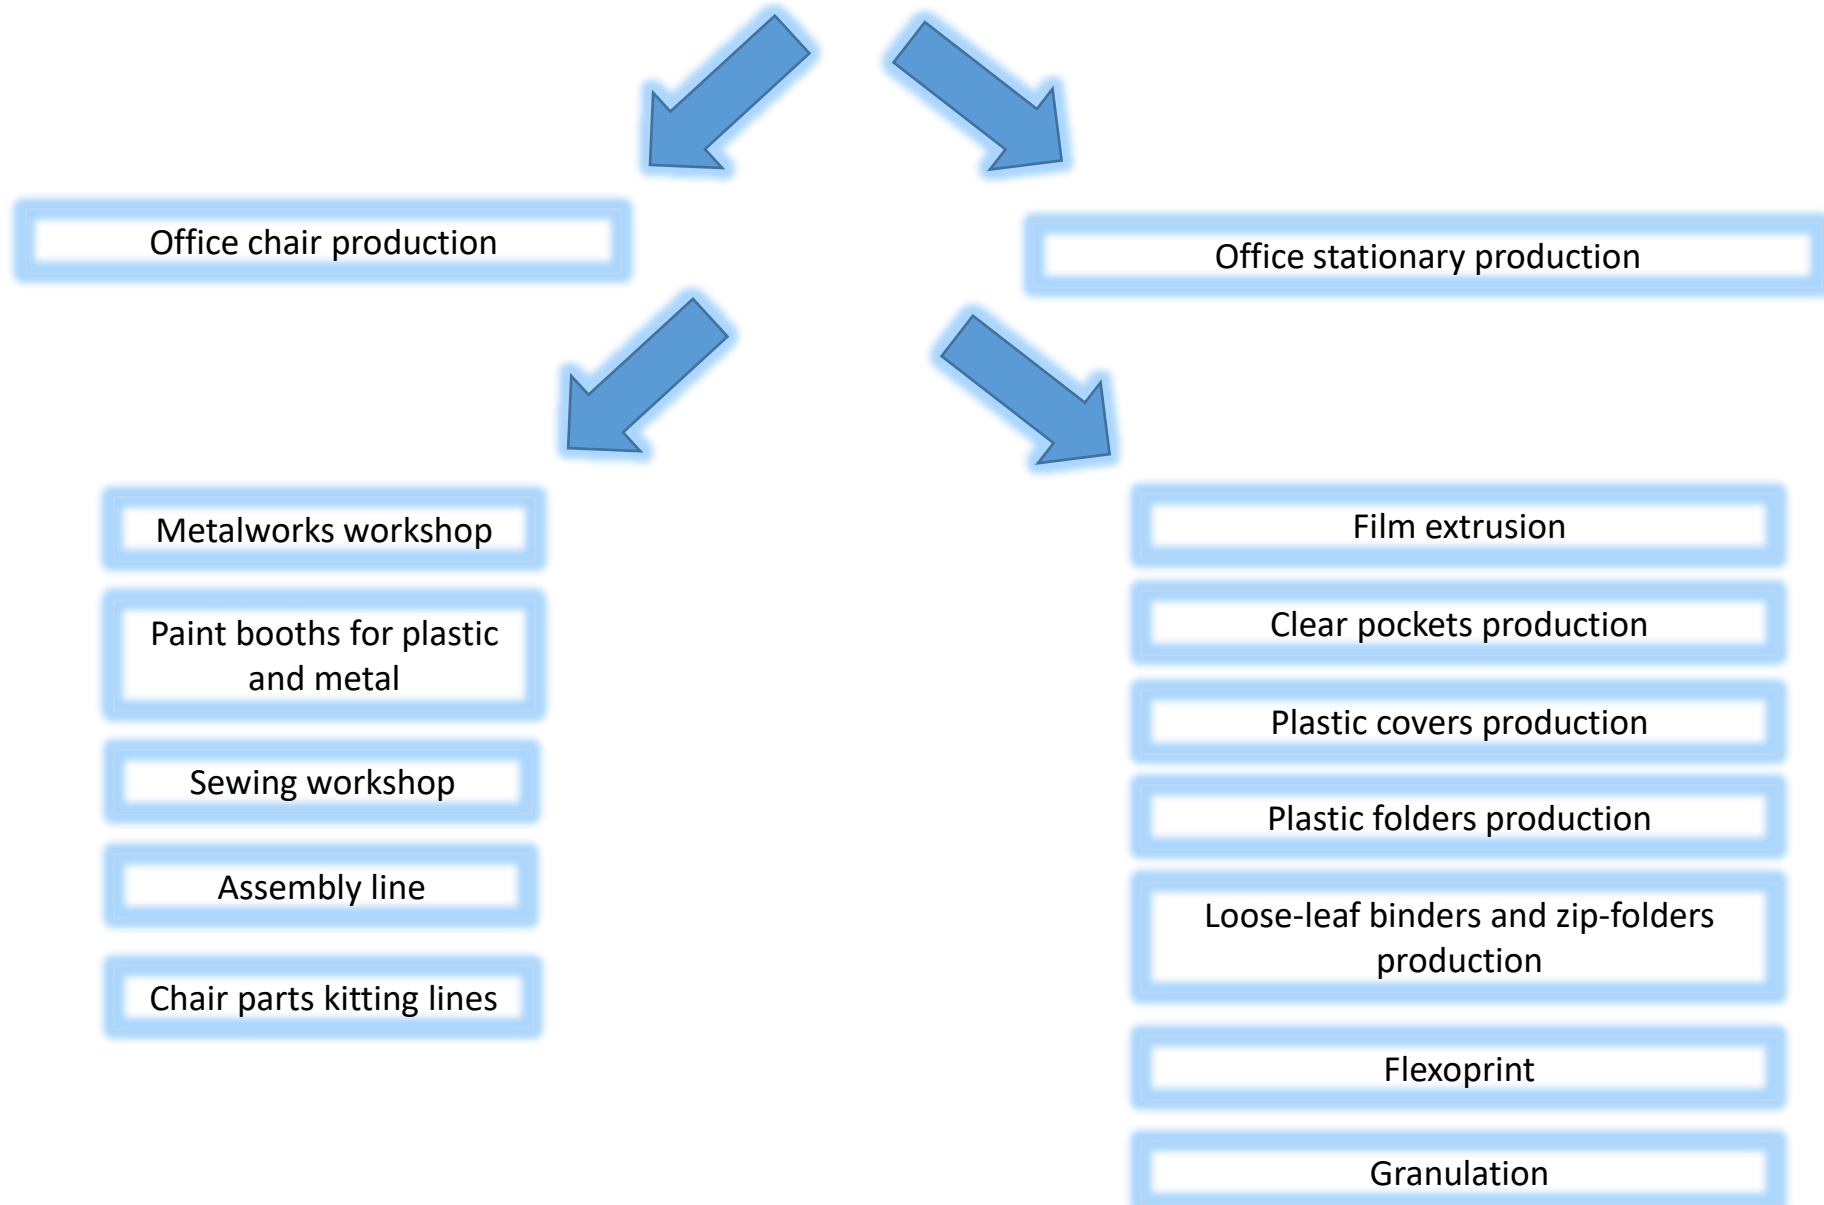 Office chair production
Office stationary production
Metalworks workshop
Paint booths for plastic
and metal
Sewing workshop
Assembly line
Chair parts kitting lines
Film extrusion
Clear pockets production
Plastic covers production
Plastic folders production
Loose-leaf binders and zip-folders
production
Flexoprint
Granulation